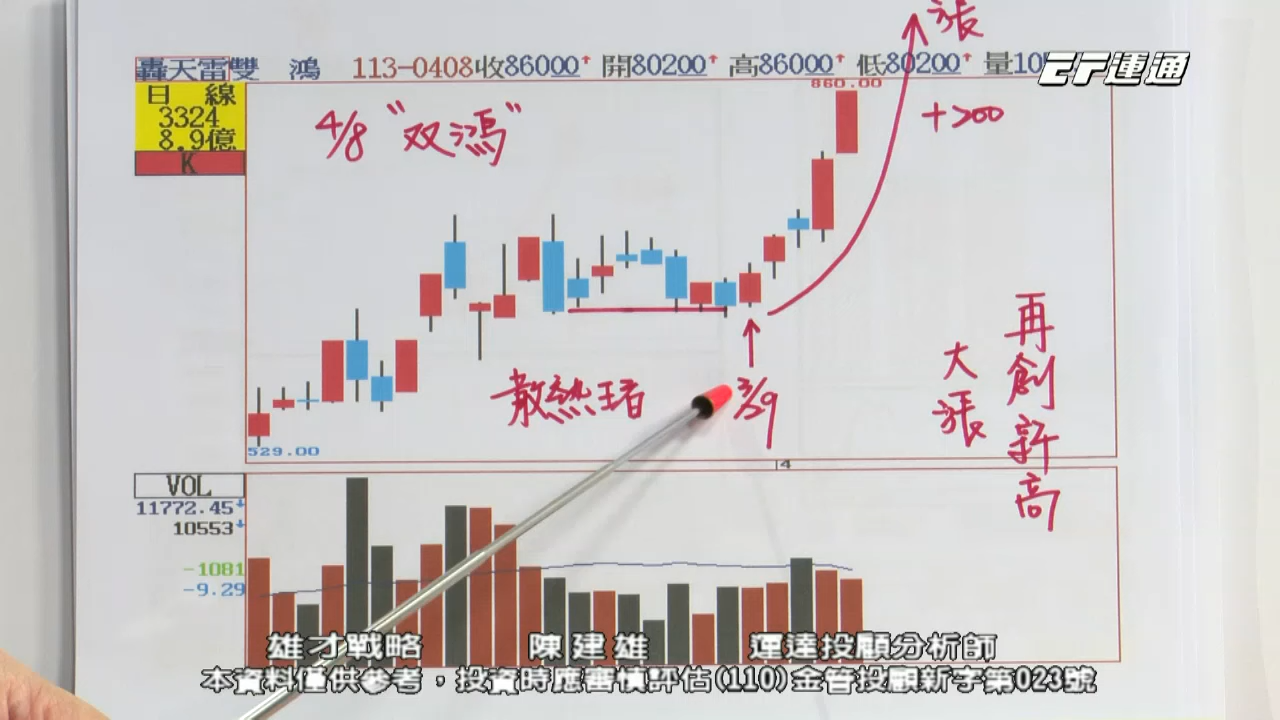 轟天雷雙 鴻 113-0408收86000↑ 開80200↑ 高86000↑ 低80200↑ 量105
EF運通
日 線
3324
8.9億
K
860.00
4/8 "双鴻"
漲
+200
散熱
3/29
大漲
再創新高
529.00
4
VOL
11772.45↓
10553↓
-1081
-9.29
雄才戰略 陳建雄 運達投顧分析師
本資料僅供參考，投資時應審慎評估(110)金管投顧新字第023號